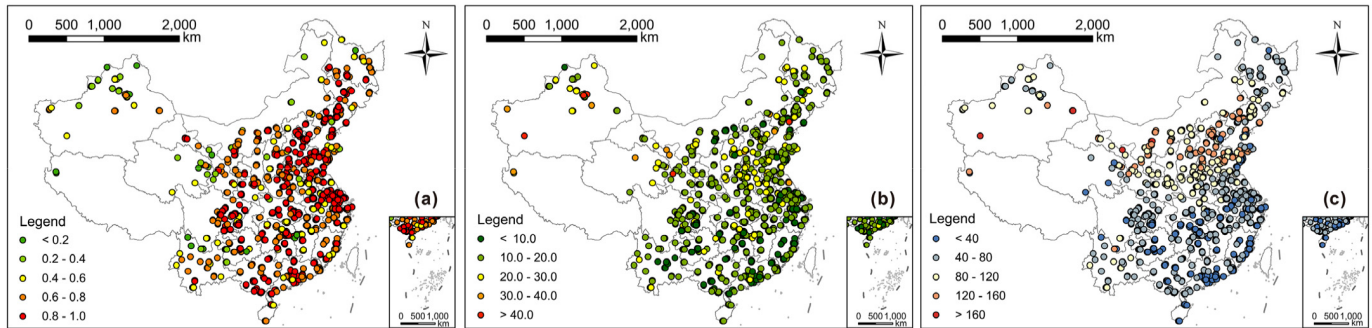 0 500 1,000 2,000
km
N
(a)
Legend
< 0.2
0.2 - 0.4
0.4 - 0.6
0.6 - 0.8
0.8 - 1.0
0 500 1,000
km
0 500 1,000 2,000
km
N
(b)
Legend
< 10.0
10.0 - 20.0
20.0 - 30.0
30.0 - 40.0
> 40.0
0 500 1,000
km
0 500 1,000 2,000
km
N
(c)
Legend
< 40
40 - 80
80 - 120
120 - 160
> 160
0 500 1,000
km